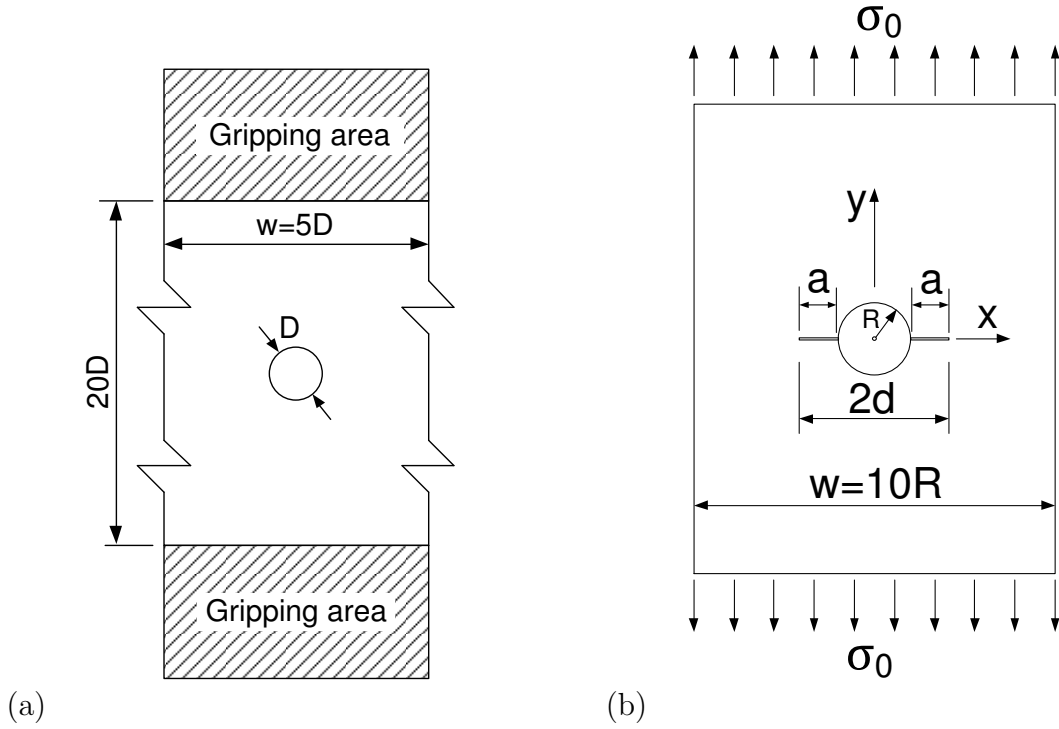 Gripping area
w=5D
D
20D
Gripping area
(a)
σ0
y
a
a
R
x
2d
w=10R
σ0
(b)